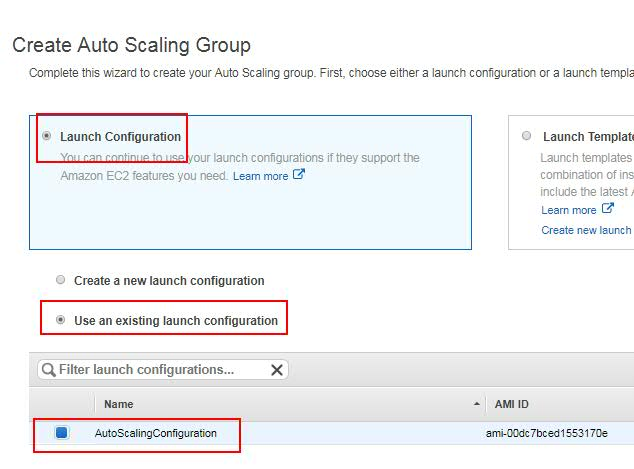 Create Auto Scaling Group
Complete this wizard to create your Auto Scaling group. First, choose either a launch configuration or a launch
Launch Configuration
You can continue to use your launch configurations if they support the
Amazon EC2 features you need. Learn more
Launch
Launch templates
combination of
include the latest
Learn more
Create new launch
Create a new launch configuration
Use an existing launch configuration
Filter launch configurations...
Name
AMI ID
AutoScalingConfiguration
ami-00dc7bced1553170e